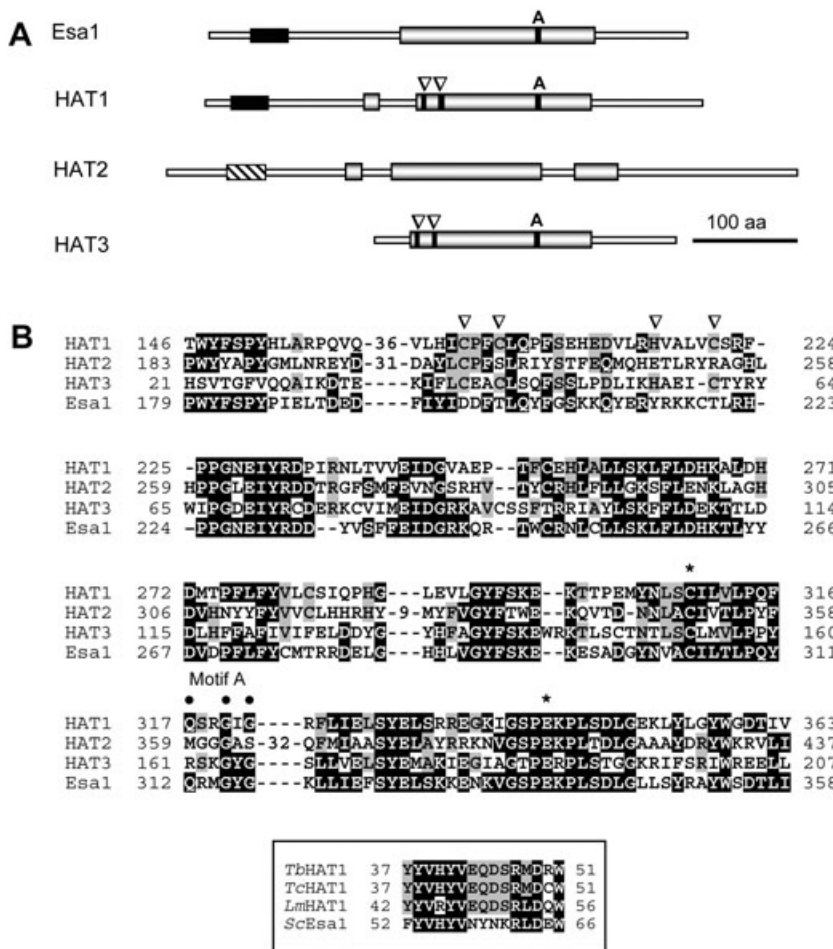 A
Esa1
A
HAT1
A
HAT2
HAT3
A
100 aa
B
HAT1 146 TWYFSPYHLARPQVQ-36-VLHICPFCLQPFSEHEDVLRHVALVCSRF- 224
HAT2 183 PWYYAPYGMLNREYD-31-DAYLCPFSLRIYSTFEQMQHETLRYRAGHL 258
HAT3 21 HSVTGFVQQAIKDTE----KIFLCEACLSQFSSLPDLIKHAEI-CTYRY 64
Esa1 179 PWYFSPYPIELTDED----FIYIDDFTLQYFGSKKQYERYRKKCTLRH- 223
HAT1 225 -PPGNEIYRDPIRNLTVVEIDGVAEP--TFCEHLALLSKLFLDHKALDH 271
HAT2 259 HPPGLEIYRDDTRGFSMFEVNGSRHV--TYCRHLFLLGKSFLENKLAGH 305
HAT3 65 WIPGDEIYRCDERKCVIMEIDGRKAVCSSFTRRIAYLSKFFLDEKTTLD 114
Esa1 224 -PPGNEIYRDD--YVSFFEIDGRKQR--TWCRNLCLLSKLFLDHKTLYY 266
*
HAT1 272 DMTPFLFYVLCSIQPHG---LEVLGYFSKE--KTTPEMYNLSCILVLPQF 316
HAT2 306 DVHNYYFYVVCLHHRHY-9-MYFVGYFTWE--KQVTD-NNLACIVTLPYF 358
HAT3 115 DLHFFAFIVIFELDDYG---YHFAGYFSKEWRKTLSCTNTLSCLMVLPPY 160
Esa1 267 DVDPFLFYCMTRRDELG---HHLVGYFSKE--KESADGYNVACILTLPQY 311
Motif A
*
HAT1 317 QSRGIG----RFLIELSYELSRREGKIGSPEKPLSDLGEKLYLGYWGDTIV 363
HAT2 359 MGGGAS-32-QFMIAASYELAYRRKNVGSPEKPLTDLGAAAYDRYWKRVLI 437
HAT3 161 RSKGYG----SLLVELSYEMAKIEGIAGTPERPLSTGGKRIFSRIWREELL 207
Esa1 312 QRMGYG----KLLIEFSYELSKKENKVGSPEKPLSDLGLLSYRAYWSDTLI 358
TbHAT1 37 YYVHYVEQDSRMDRW 51
TcHAT1 37 YYVHYVEQDSRMDCW 51
LmHAT1 42 YYVRYVEQDSRLDQW 56
ScEsa1 52 FYVHYVNYNKRLDEW 66